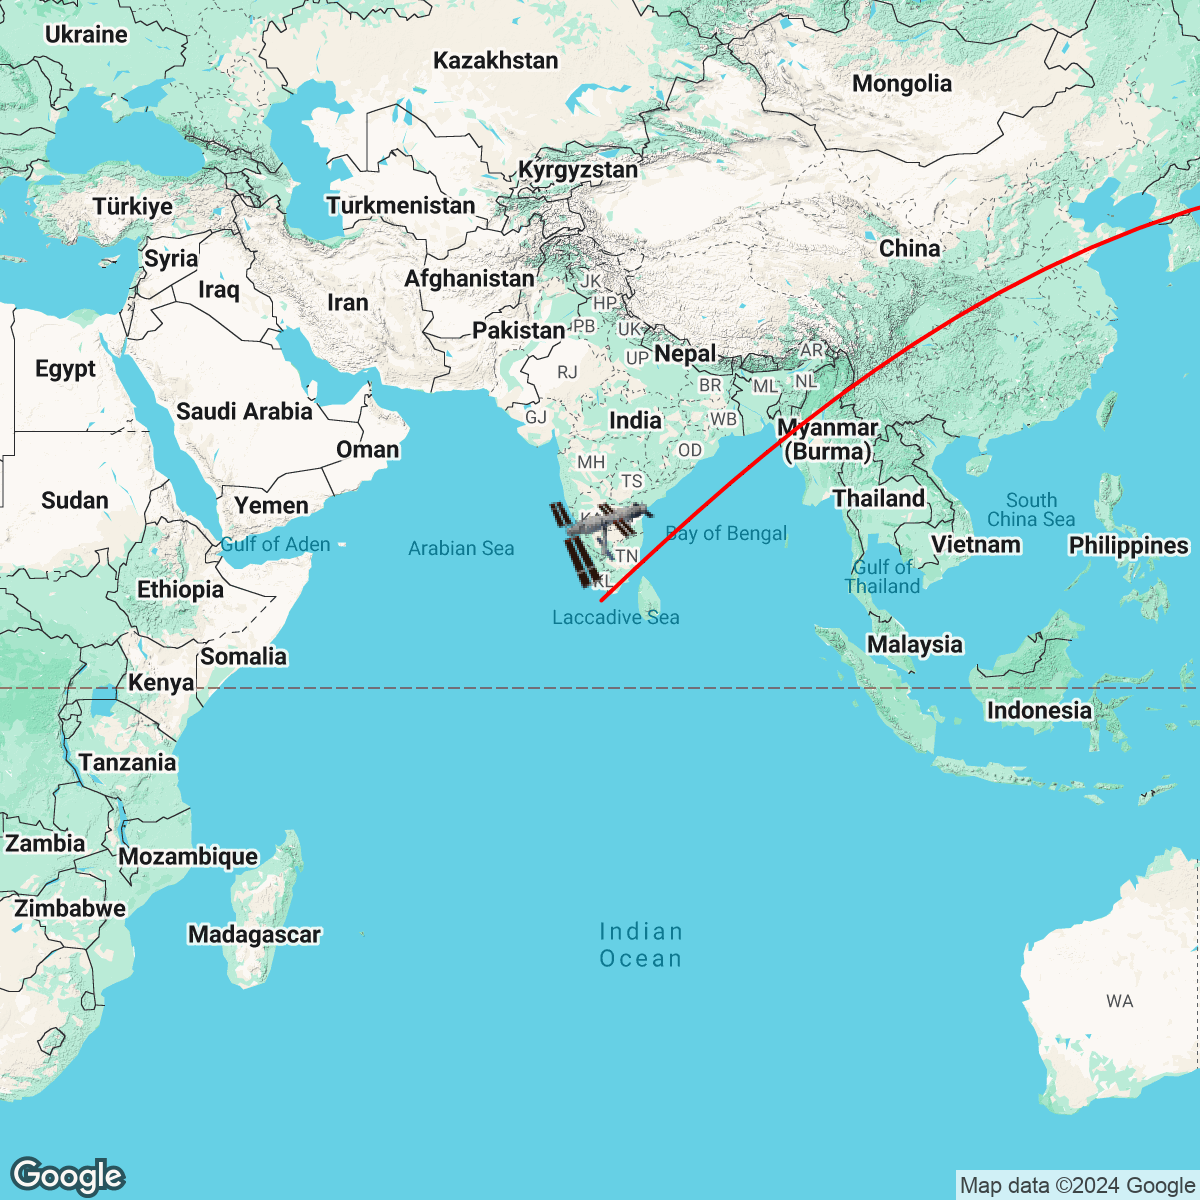 Ukraine
Kazakhstan
Mongolia
Kyrgyzstan
Türkiye
Turkmenistan
Syria
China
Afghanistan
JK
Iraq
Iran
HP
Pakistan
PB
UK
Nepal
AR
UP
Egypt
RJ
BR
ML
NL
Saudi Arabia
GJ
India
WB
Myanmar
(Burma)
Oman
OD
MH
TS
Sudan
Yemen
Thailand
South
China Sea
Bay of Bengal
Gulf of Aden
Arabian Sea
Vietnam
Philippines
TN
Gulf of
Thailand
KL
Ethiopia
Laccadive Sea
Malaysia
Somalia
Kenya
Indonesia
Tanzania
Zambia
Mozambique
Zimbabwe
Madagascar
Indian
Ocean
WA
Google
Map data ©2024 Google